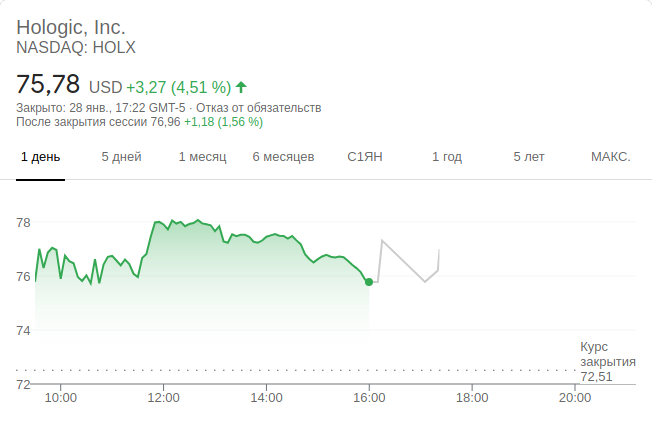 Hologic, Inc.
NASDAQ: HOLX
75,78 USD +3,27 (4,51 %)
Закрыто: 28 янв., 17:22 GMT-5 · Отказ от обязательств
После закрытия сессии 76,96 +1,18 (1,56 %)
1 день 5 дней 1 месяц 6 месяцев С1ЯН 1 год 5 лет МАКС.
78
76
74
Курс
закрытия
72,51
72
10:00 12:00 14:00 16:00 18:00 20:00